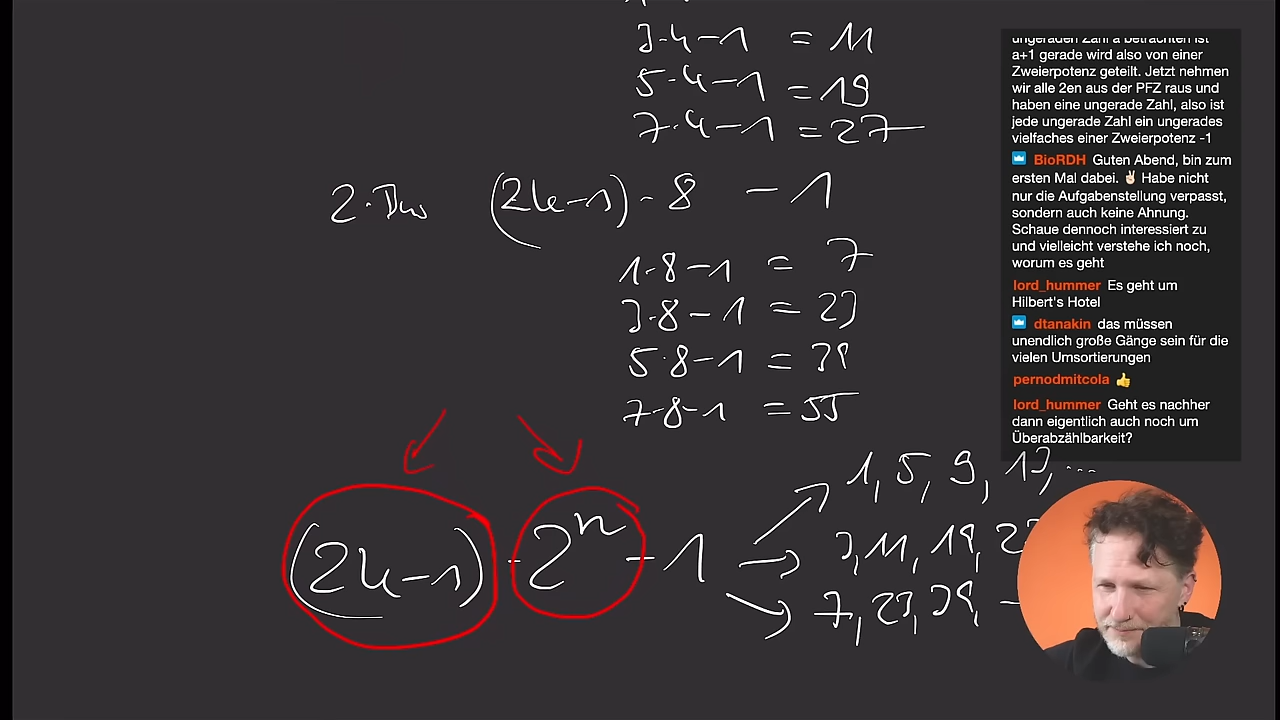 3·4-1 = 11
5·4-1 = 19
7·4-1 = 27
2. Bus (2k-1)·8 -1
1·8-1 = 7
3·8-1 = 23
5·8-1 = 39
7·8-1 = 55
(2k-1)·2ⁿ-1
1, 5, 9, 13, ...
3, 11, 19, 27
7, 23, 39,
ungeraden Zahl a betrachten ist
a+1 gerade wird also von einer
Zweierpotenz geteilt. Jetzt nehmen
wir alle 2en aus der PFZ raus und
haben eine ungerade Zahl, also ist
jede ungerade Zahl ein ungerades
vielfaches einer Zweierpotenz -1
BioRDH Guten Abend, bin zum
ersten Mal dabei. ✌🏻 Habe nicht
nur die Aufgabenstellung verpasst,
sondern auch keine Ahnung.
Schaue dennoch interessiert zu
und vielleicht verstehe ich noch,
worum es geht
lord_hummer Es geht um
Hilbert's Hotel
dtanakin das müssen
unendlich große Gänge sein für die
vielen Umsortierungen
pernodmitcola 👍
lord_hummer Geht es nachher
dann eigentlich auch noch um
Überabzählbarkeit?